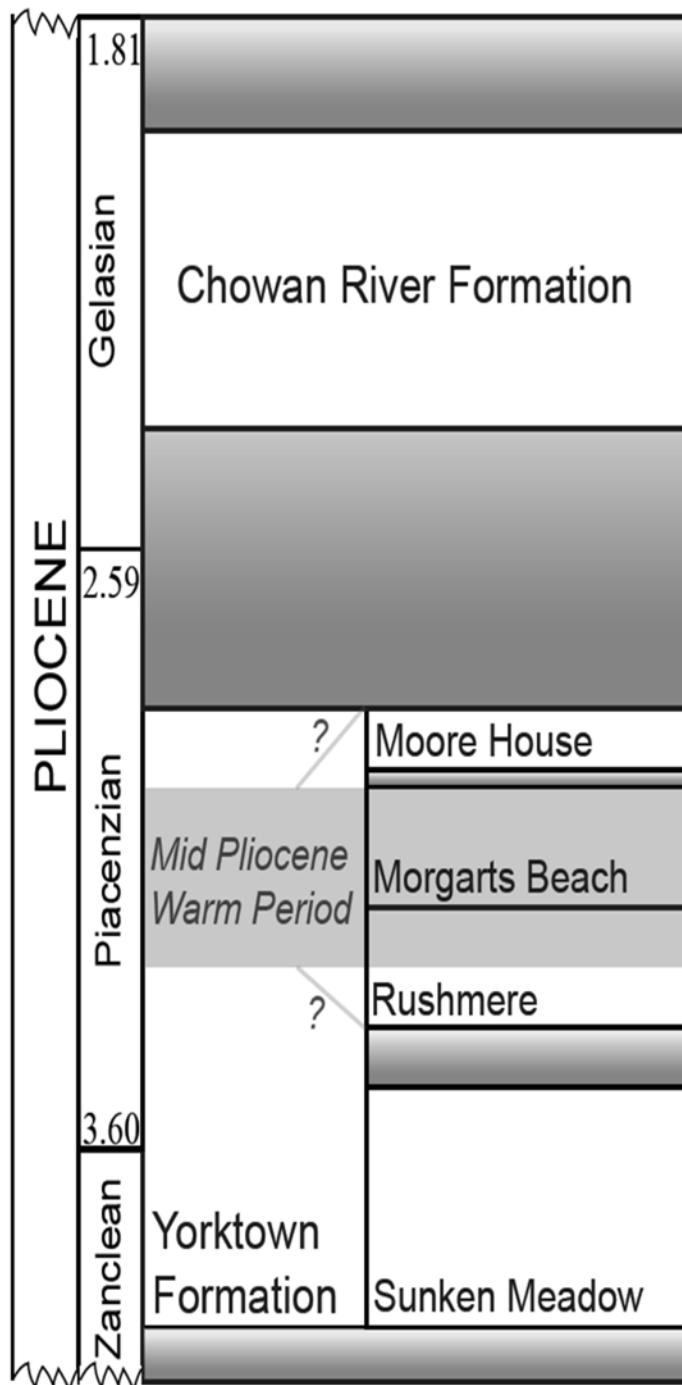 PLIOCENE
1.81
Gelasian
2.59
Piacenzian
3.60
Zanclean
Chowan River Formation
?
Mid Pliocene
Warm Period
?
Yorktown
Formation
Moore House
Morgarts Beach
Rushmere
Sunken Meadow